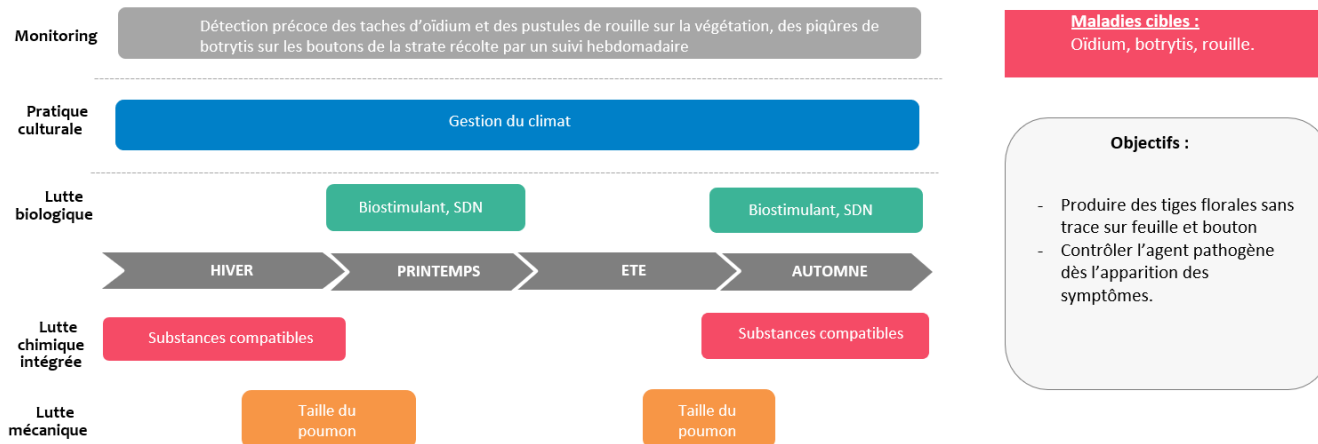 Monitoring
Détection précoce des taches d’oïdium et des pustules de rouille sur la végétation, des piqûres de
botrytis sur les boutons de la strate récolte par un suivi hebdomadaire
Maladies cibles :
Oïdium, botrytis, rouille.
Pratique
culturale
Gestion du climat
Objectifs :
- Produire des tiges florales sans
trace sur feuille et bouton
- Contrôler l’agent pathogène
dès l’apparition des
symptômes.
Lutte
biologique
Biostimulant, SDN
Biostimulant, SDN
HIVER
PRINTEMPS
ETE
AUTOMNE
Lutte
chimique
intégrée
Substances compatibles
Substances compatibles
Lutte
mécanique
Taille du
poumon
Taille du
poumon